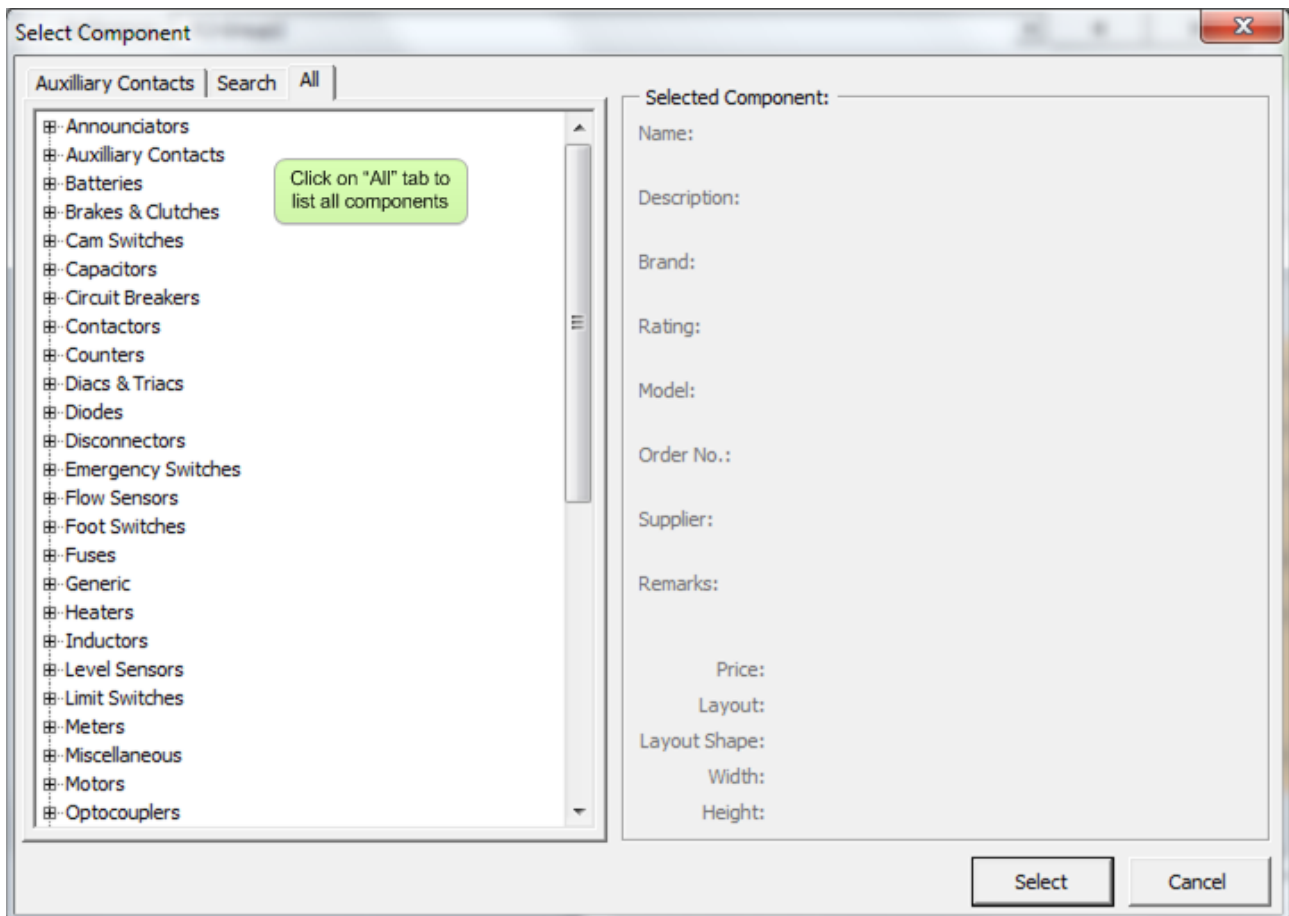 Select Component
Auxilliary Contacts
Search
All
Announciators
Auxilliary Contacts
Batteries
Brakes & Clutches
Cam Switches
Capacitors
Circuit Breakers
Contactors
Counters
Diacs & Triacs
Diodes
Disconnectors
Emergency Switches
Flow Sensors
Foot Switches
Fuses
Generic
Heaters
Inductors
Level Sensors
Limit Switches
Meters
Miscellaneous
Motors
Optocouplers
Click on “All” tab to
list all components
Selected Component:
Name:
Description:
Brand:
Rating:
Model:
Order No.:
Supplier:
Remarks:
Price:
Layout:
Layout Shape:
Width:
Height:
Select
Cancel